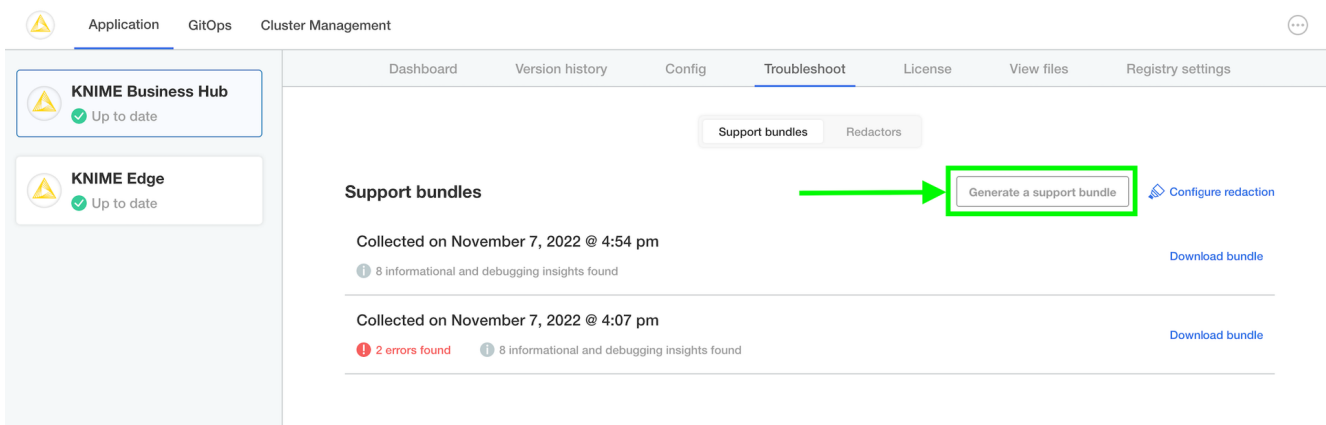 Application GitOps Cluster Management
KNIME Business Hub
Up to date
KNIME Edge
Up to date
Dashboard Version history Config Troubleshoot License View files Registry settings
Support bundles Redactors
Support bundles
Generate a support bundle
Configure redaction
Collected on November 7, 2022 @ 4:54 pm
8 informational and debugging insights found
Download bundle
Collected on November 7, 2022 @ 4:07 pm
2 errors found 8 informational and debugging insights found
Download bundle